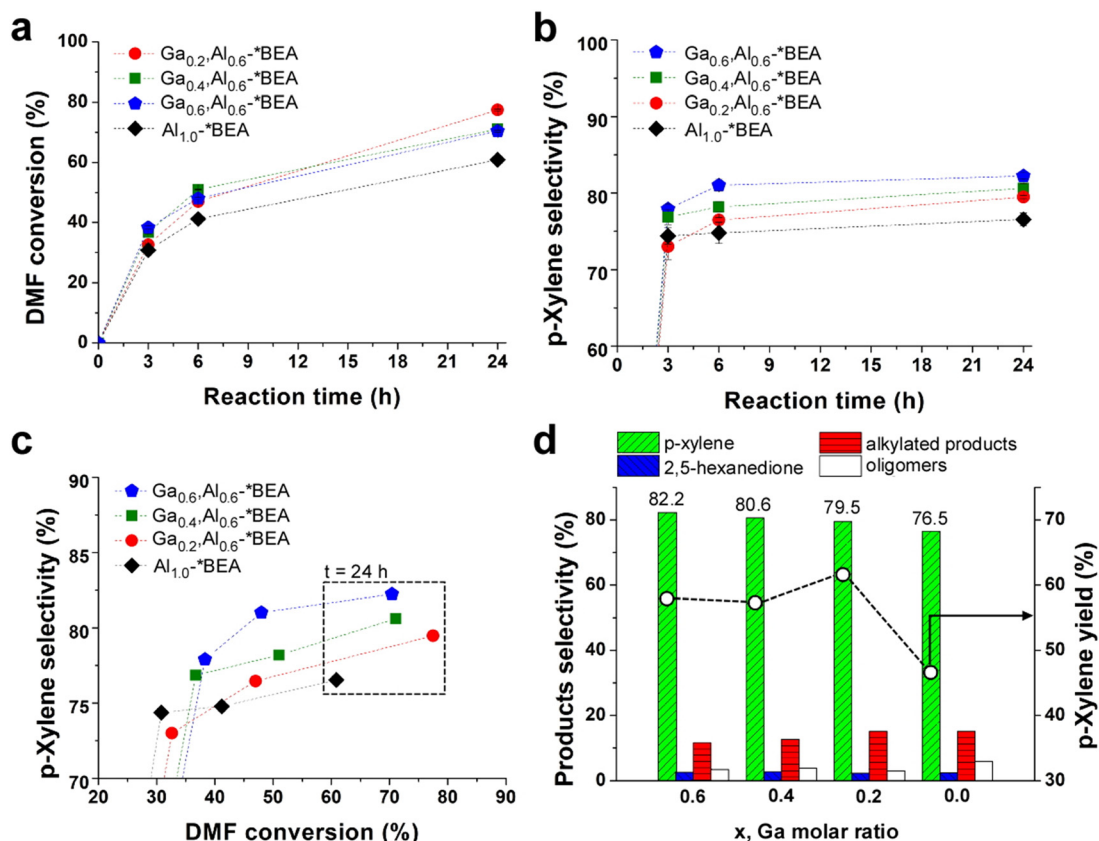 a
DMF conversion (%)
100
80
60
40
20
0
Ga0.2,Al0.6-*BEA
Ga0.4,Al0.6-*BEA
Ga0.6,Al0.6-*BEA
Al1.0-*BEA
0 3 6 9 12 15 18 21 24
Reaction time (h)
b
p-Xylene selectivity (%)
100
90
80
70
60
Ga0.6,Al0.6-*BEA
Ga0.4,Al0.6-*BEA
Ga0.2,Al0.6-*BEA
Al1.0-*BEA
0 3 6 9 12 15 18 21 24
Reaction time (h)
c
p-Xylene selectivity (%)
90
85
80
75
70
Ga0.6,Al0.6-*BEA
Ga0.4,Al0.6-*BEA
Ga0.2,Al0.6-*BEA
Al1.0-*BEA
t = 24 h
20 30 40 50 60 70 80 90
DMF conversion (%)
d
p-xylene
alkylated products
2,5-hexanedione
oligomers
Products selectivity (%)
80
60
40
20
0
82.2
80.6
79.5
76.5
70
60
50
40
30
p-Xylene yield (%)
0.6 0.4 0.2 0.0
x, Ga molar ratio